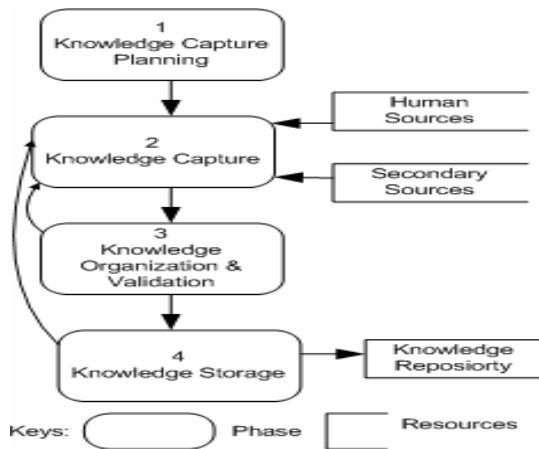 1
Knowledge Capture
Planning
2
Knowledge Capture
Human
Sources
Secondary
Sources
3
Knowledge
Organization &
Validation
4
Knowledge Storage
Knowledge
Reposiorty
Keys:
Phase
Resources